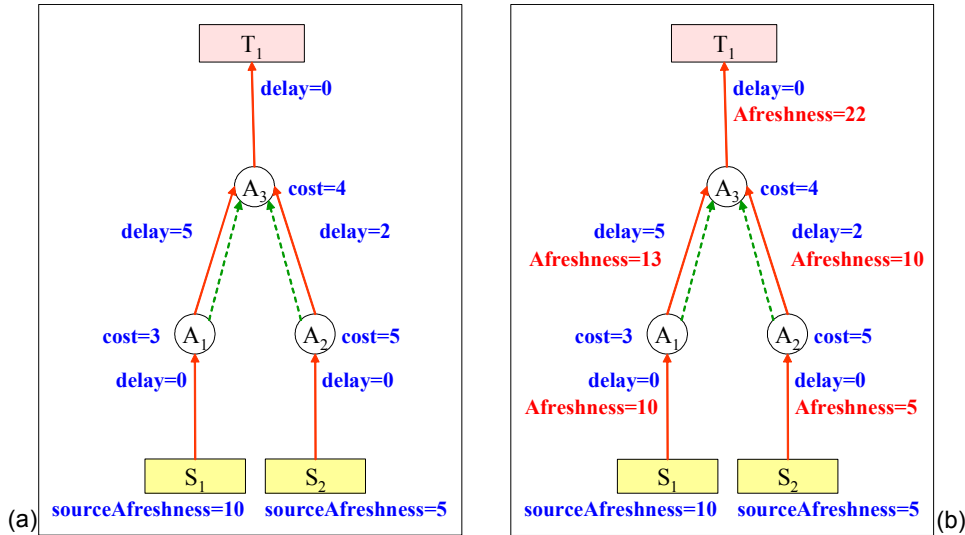 T1
delay=0
A3
cost=4
delay=5
delay=2
cost=3
A1
A2
cost=5
delay=0
delay=0
S1
S2
sourceAfreshness=10
sourceAfreshness=5
(a)
T1
delay=0
Afreshness=22
A3
cost=4
delay=5
Afreshness=13
delay=2
Afreshness=10
cost=3
A1
A2
cost=5
delay=0
Afreshness=10
delay=0
Afreshness=5
S1
S2
sourceAfreshness=10
sourceAfreshness=5
(b)